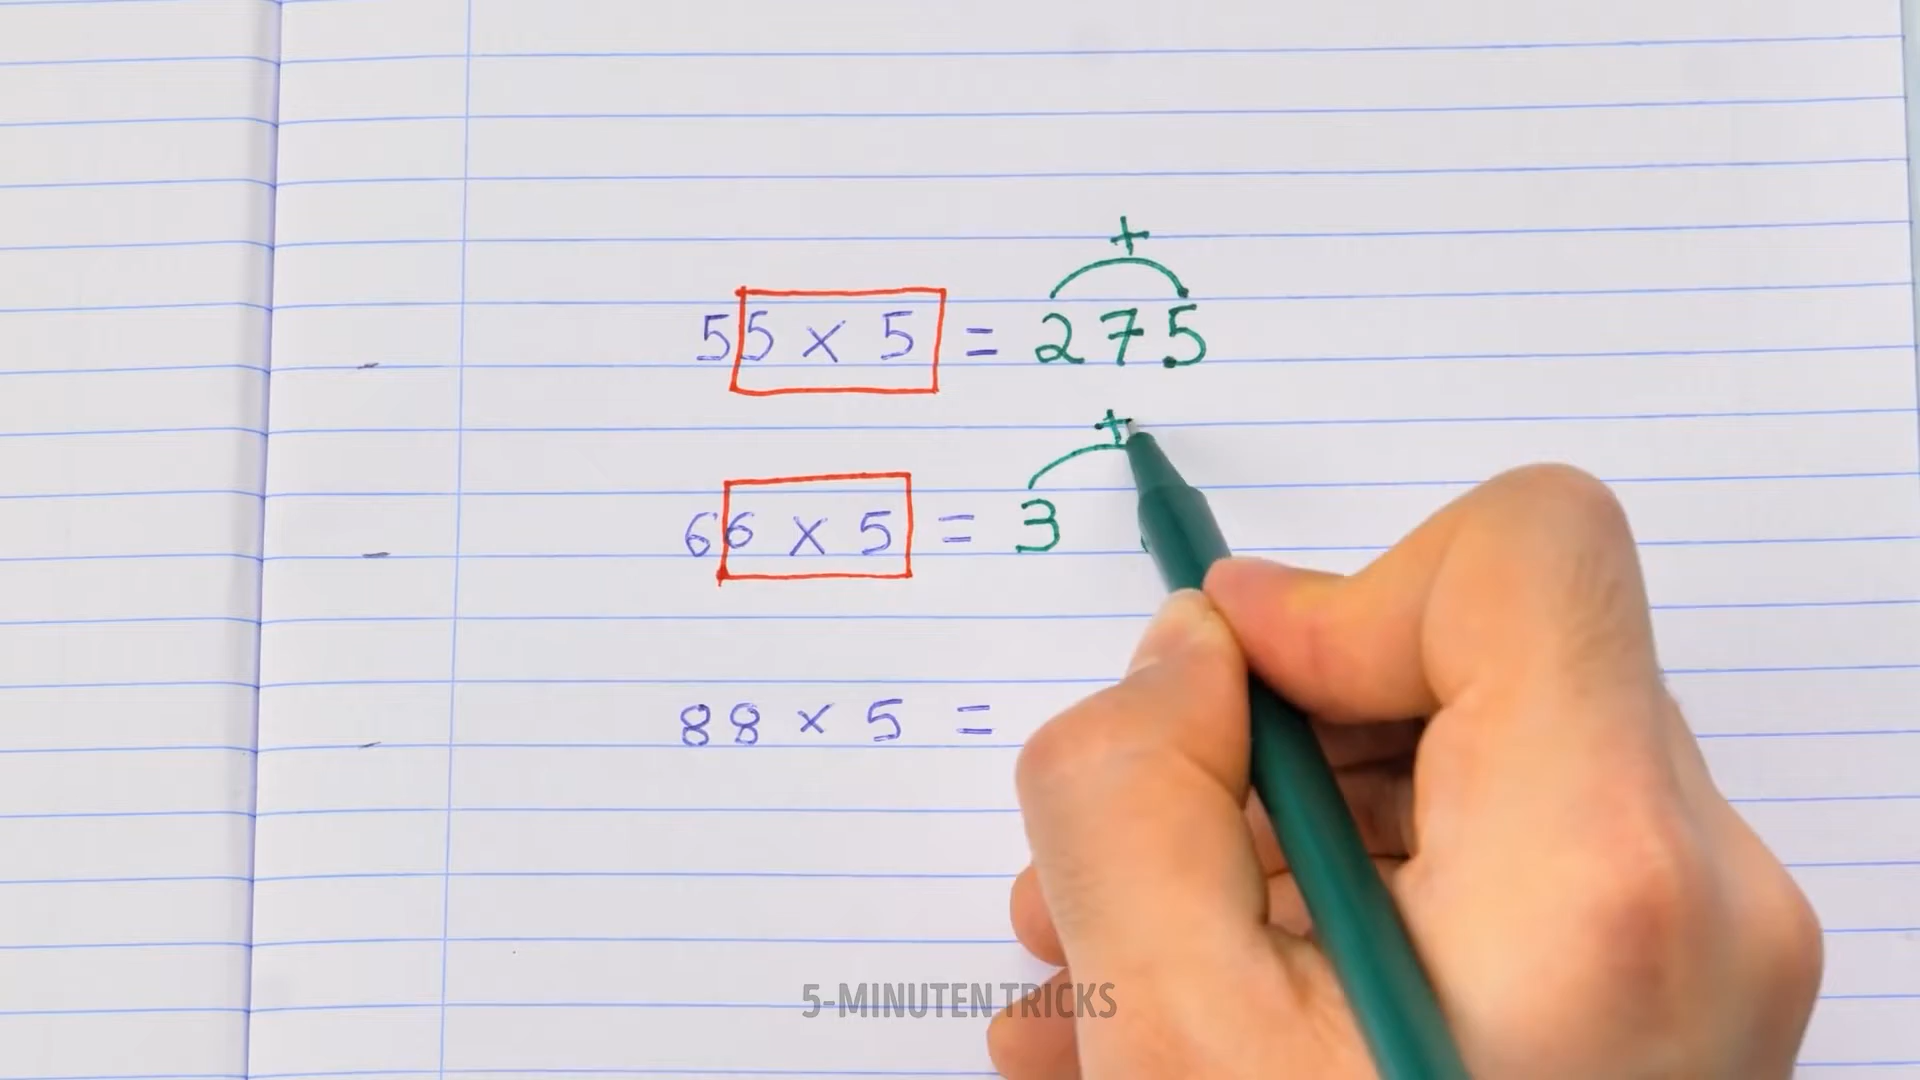 +
55 x 5 = 275
+
66 x 5 = 3
88 x 5 =
5-MINUTEN TRICKS